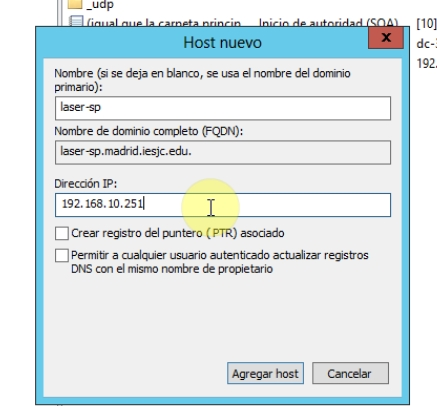 _udp
(igual que la carpeta princip... Inicio de autoridad (SOA) [10]
Host nuevo
x
dc-
192.
Nombre (si se deja en blanco, se usa el nombre del dominio
primario):
laser-sp
Nombre de dominio completo (FQDN):
laser-sp.madrid.iesjc.edu.
Dirección IP:
192.168.10.251
Crear registro del puntero (PTR) asociado
Permitir a cualquier usuario autenticado actualizar registros
DNS con el mismo nombre de propietario
Agregar host Cancelar